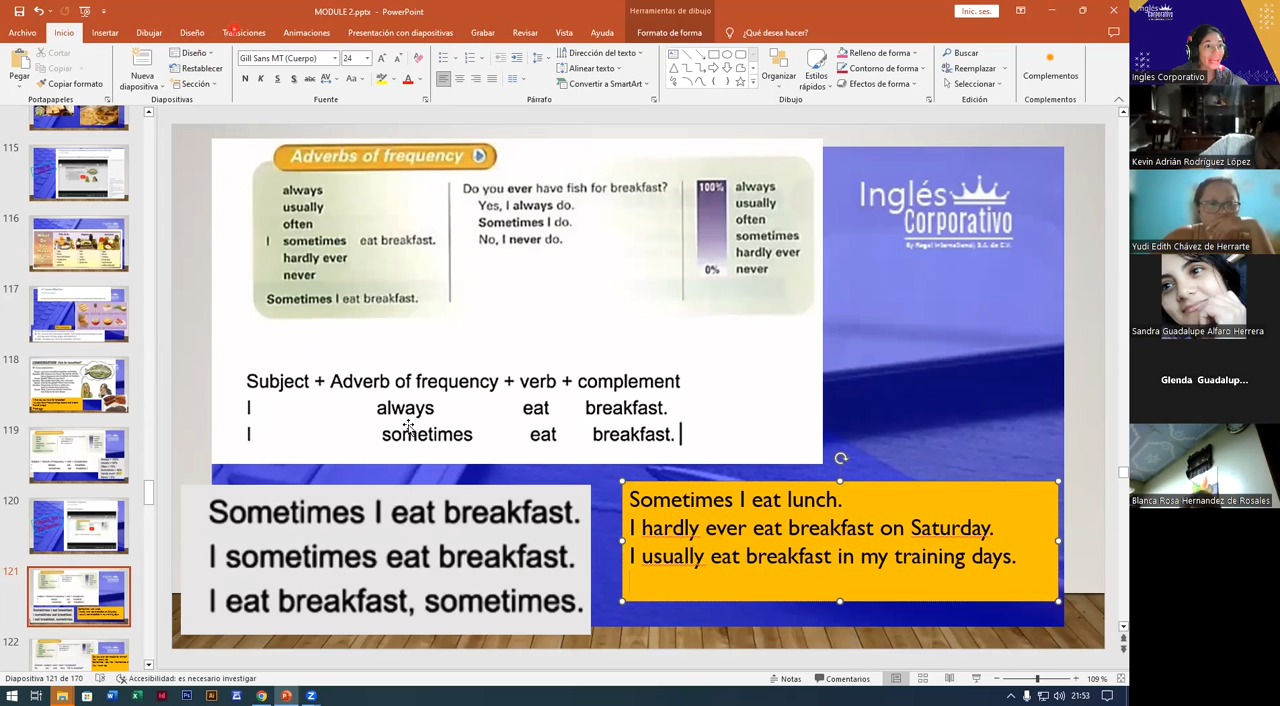 MODULE 2.pptx - PowerPoint
Herramientas de dibujo
Inic. ses.
Archivo Inicio Insertar Dibujar Diseño Transiciones Animaciones Presentación con diapositivas Grabar Revisar Vista Ayuda Formato de forma ¿Qué desea hacer?
Pegar
Cortar
Copiar
Copiar formato
Portapapeles
Nueva diapositiva
Diseño
Restablecer
Sección
Diapositivas
Gill Sans MT (Cuerpo) 24
N K S S abc AV Aa
Fuente
Párrafo
Dirección del texto
Alinear texto
Convertir a SmartArt
Organizar
Estilos rápidos
Relleno de forma
Contorno de forma
Efectos de forma
Dibujo
Buscar
Reemplazar
Seleccionar
Edición
Complementos
Complementos
115
116
117
118
119
120
121
122
Adverbs of frequency
always
usually
often
I sometimes eat breakfast.
hardly ever
never
Sometimes I eat breakfast.
Do you ever have fish for breakfast?
Yes, I always do.
Sometimes I do.
No, I never do.
100% always
usually
often
sometimes
hardly ever
0% never
Inglés
Corporativo
Subject + Adverb of frequency + verb + complement
I always eat breakfast.
I sometimes eat breakfast.
Sometimes I eat breakfast.
I sometimes eat breakfast.
I eat breakfast, sometimes
Sometimes I eat lunch.
I hardly ever eat breakfast on Saturday.
I usually eat breakfast in my training days.
Inglés Corporativo
Kevin Adrián Rodríguez López
Yudi Edith Chávez de Herrarte
Sandra Guadalupe Alfaro Herrera
Glenda Guadalup...
Blanca Rosa Hernandez de Rosales
Diapositiva 121 de 170
Accesibilidad: es necesario investigar
Notas
Comentarios
109 %
21:53